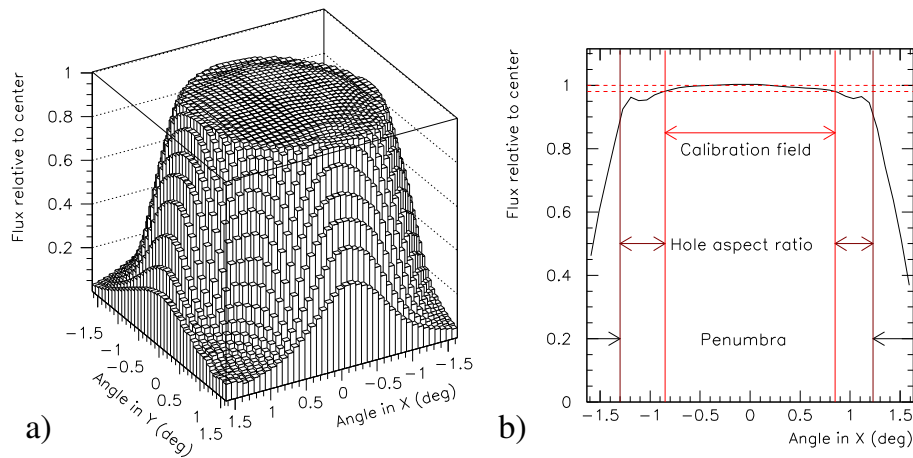 Flux relative to center
1
0.8
0.6
0.4
0.2
−1.5
−1
−0.5
0
0.5
1
1.5
Angle in Y (deg)
1.5
1
0.5
0
−0.5
−1
−1.5
Angle in X (deg)
a)
Flux relative to center
1.0
0.8
0.6
0.4
0.2
0
Calibration field
Hole aspect ratio
Penumbra
−1.5 −1 −0.5 0 0.5 1 1.5
Angle in X (deg)
b)